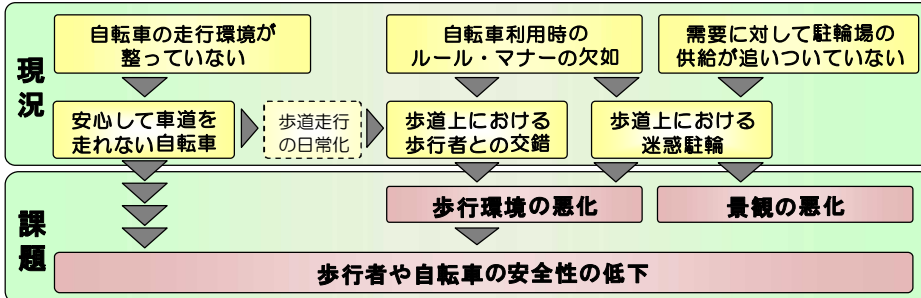 現況
自転車の走行環境が
整っていない
自転車利用時の
ルール・マナーの欠如
需要に対して駐輪場の
供給が追いついていない
安心して車道を
走れない自転車
歩道走行
の日常化
歩道上における
歩行者との交錯
歩道上における
迷惑駐輪
課題
歩行環境の悪化
景観の悪化
歩行者や自転車の安全性の低下